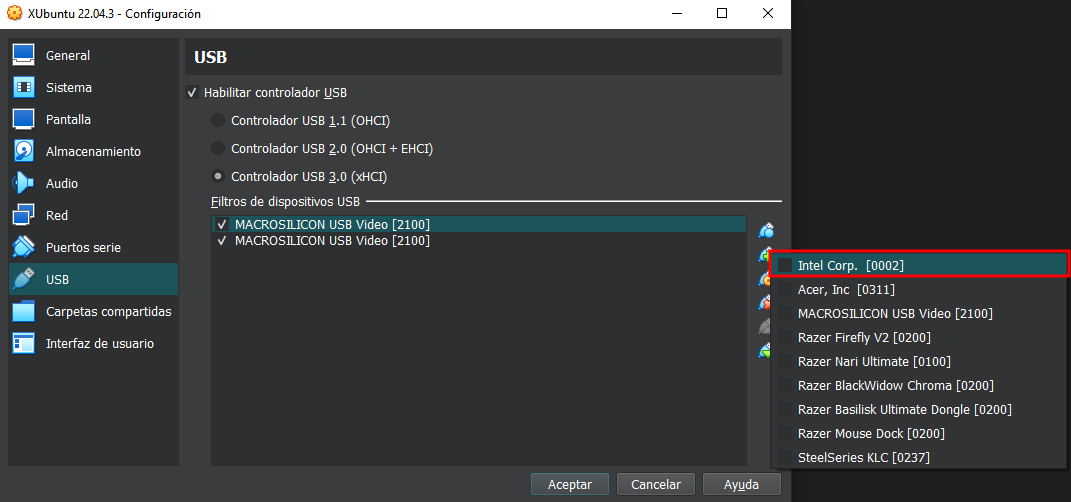 XUbuntu 22.04.3 - Configuración
General
Sistema
Pantalla
Almacenamiento
Audio
Red
Puertos serie
USB
Carpetas compartidas
Interfaz de usuario
USB
Habilitar controlador USB
Controlador USB 1.1 (OHCI)
Controlador USB 2.0 (OHCI + EHCI)
Controlador USB 3.0 (xHCI)
Filtros de dispositivos USB
MACROSILICON USB Video [2100]
MACROSILICON USB Video [2100]
Intel Corp.  [0002]
Acer, Inc  [0311]
MACROSILICON USB Video [2100]
Razer Firefly V2 [0200]
Razer Nari Ultimate [0100]
Razer BlackWidow Chroma [0200]
Razer Basilisk Ultimate Dongle [0200]
Razer Mouse Dock [0200]
SteelSeries KLC [0237]
Aceptar
Cancelar
Ayuda